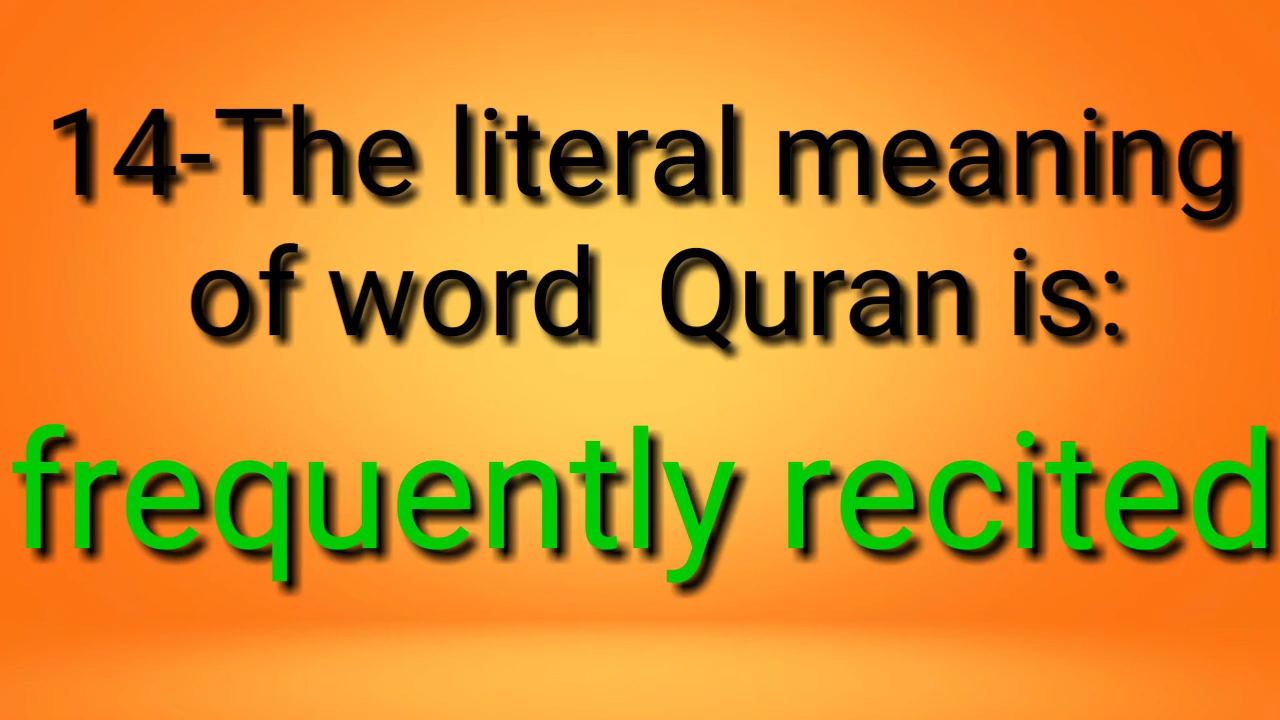 14-The literal meaning
of word  Quran is:
frequently recited